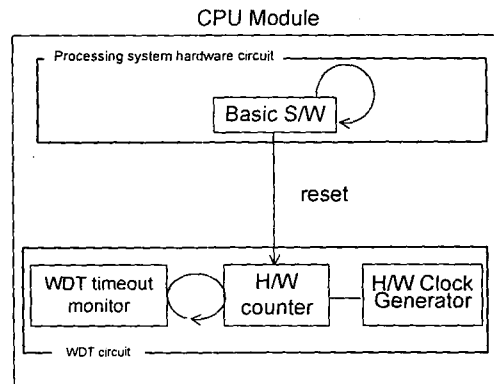 CPU Module
Processing system hardware circuit
Basic S/W
reset
WDT timeout
monitor
H/W
counter
H/W Clock
Generator
WDT circuit